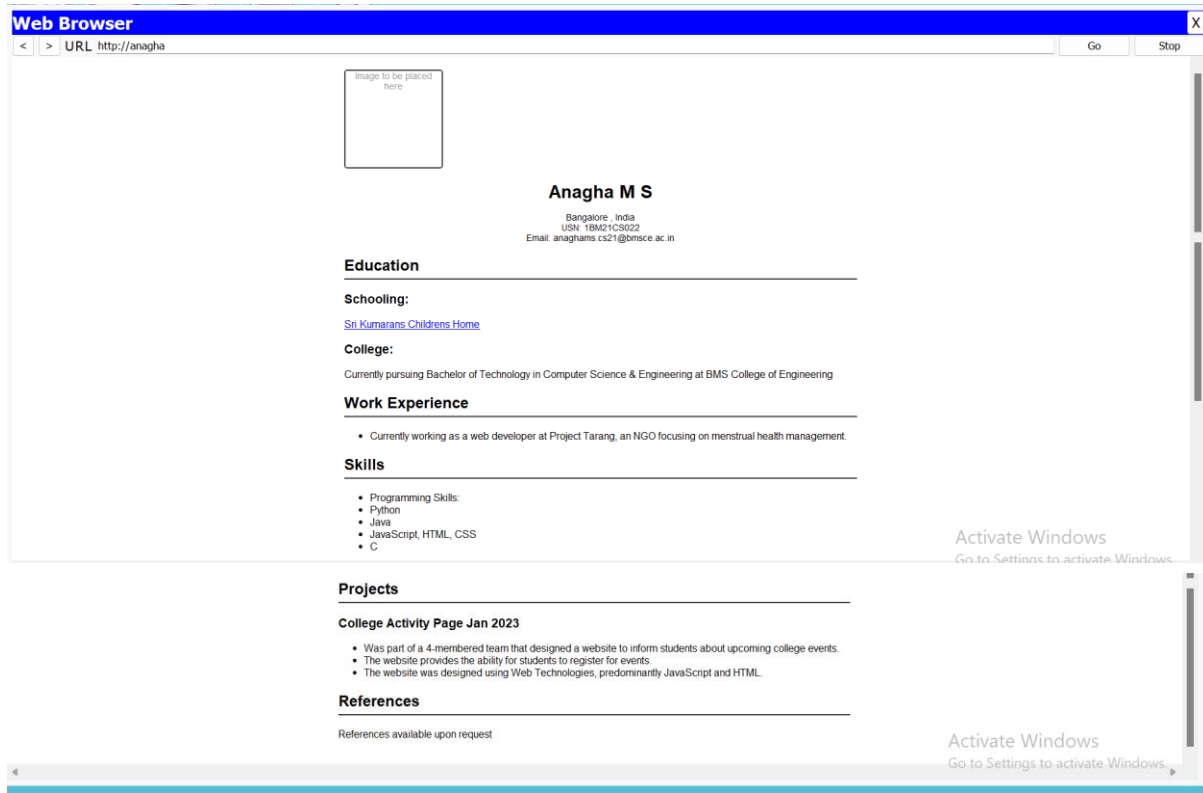 Web Browser
X
< > URL http://anagha Go Stop
Image to be placed
here
Anagha M S
Bangalore , India
USN: 1BM21CS022
Email: anaghams.cs21@bmsce.ac.in
Education
Schooling:
Sri Kumarans Childrens Home
College:
Currently pursuing Bachelor of Technology in Computer Science & Engineering at BMS College of Engineering
Work Experience
• Currently working as a web developer at Project Tarang, an NGO focusing on menstrual health management.
Skills
• Programming Skills:
• Python
• Java
• JavaScript, HTML, CSS
• C
Activate Windows
Go to Settings to activate Windows.
Projects
College Activity Page Jan 2023
• Was part of a 4-membered team that designed a website to inform students about upcoming college events.
• The website provides the ability for students to register for events.
• The website was designed using Web Technologies, predominantly JavaScript and HTML.
References
References available upon request
Activate Windows
Go to Settings to activate Windows.